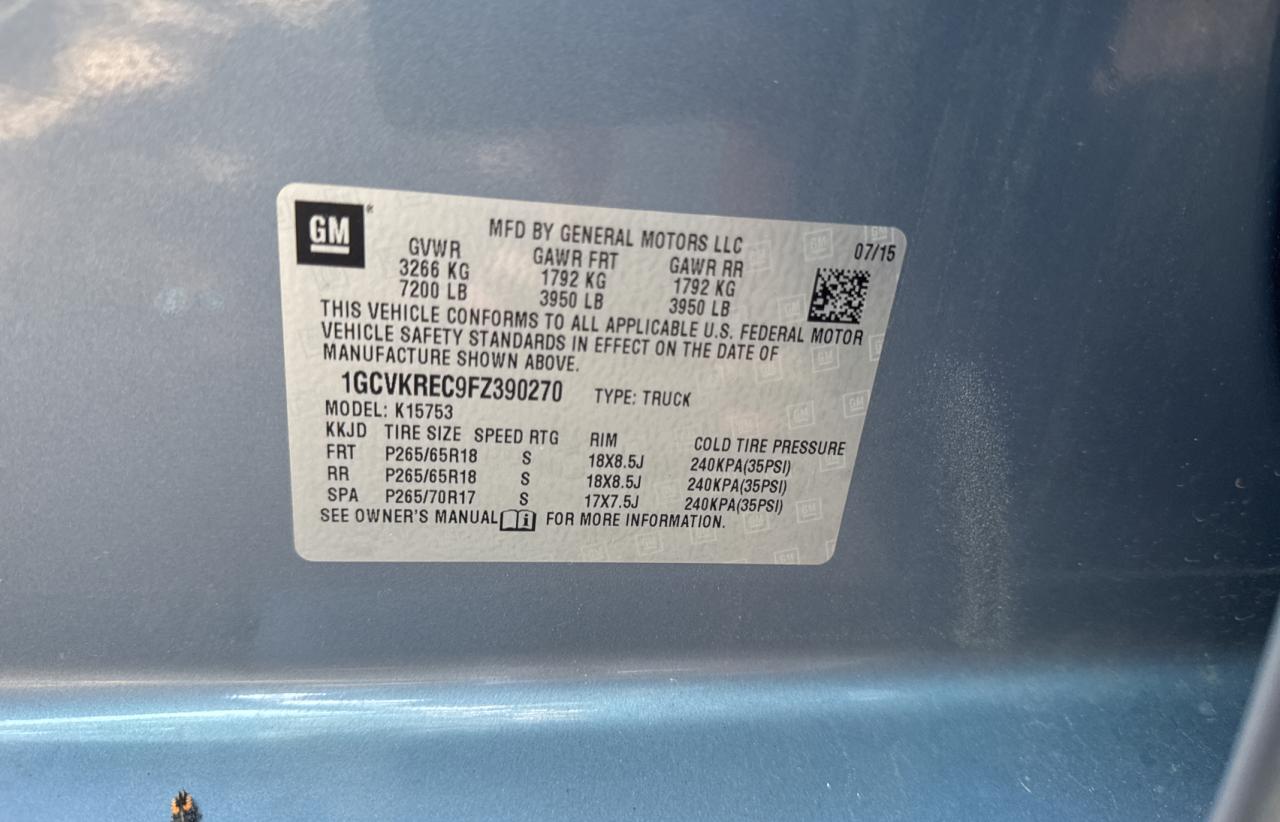 GM®
MFD BY GENERAL MOTORS LLC 07/15
GVWR GAWR FRT GAWR RR
3266 KG 1792 KG 1792 KG
7200 LB 3950 LB 3950 LB
THIS VEHICLE CONFORMS TO ALL APPLICABLE U.S. FEDERAL MOTOR
VEHICLE SAFETY STANDARDS IN EFFECT ON THE DATE OF
MANUFACTURE SHOWN ABOVE.
1GCVKREC9FZ390270 TYPE: TRUCK
MODEL: K15753
KKJD TIRE SIZE SPEED RTG RIM COLD TIRE PRESSURE
FRT P265/65R18 S 18X8.5J 240KPA(35PSI)
RR P265/65R18 S 18X8.5J 240KPA(35PSI)
SPA P265/70R17 S 17X7.5J 240KPA(35PSI)
SEE OWNER'S MANUAL i FOR MORE INFORMATION.